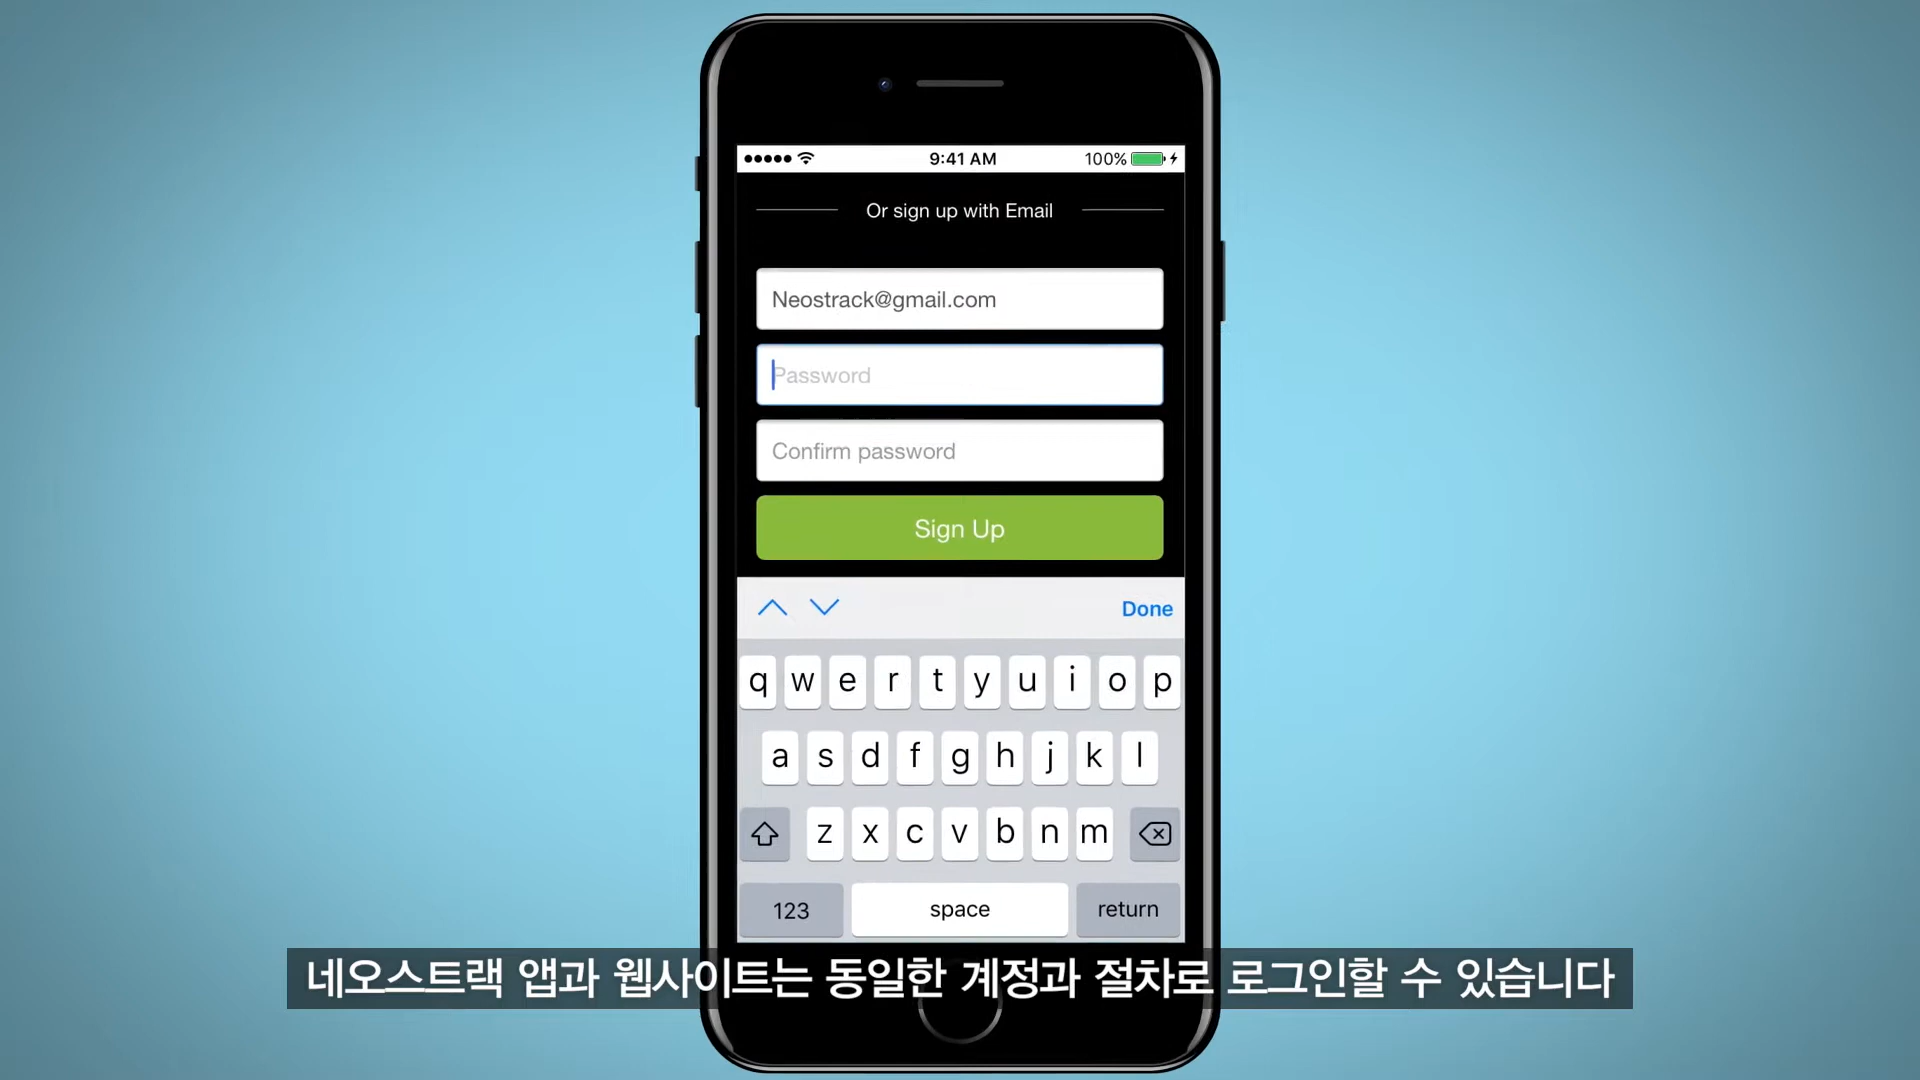 9:41 AM
100%
Or sign up with Email
Neostrack@gmail.com
Password
Confirm password
Sign Up
Done
q w e r t y u i o p
a s d f g h j k l
z x c v b n m
123 space return
네오스트랙 앱과 웹사이트는 동일한 계정과 절차로 로그인할 수 있습니다